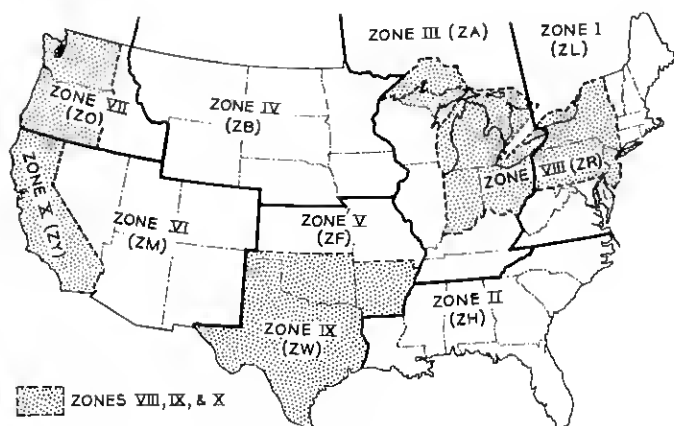 ZONE III (ZA)
ZONE I
(ZL)
ZONE VII
(ZO)
ZONE IV
(ZB)
ZONE
VIII (ZR)
ZONE X (ZY)
ZONE VI
(ZM)
ZONE V
(ZF)
ZONE II
(ZH)
ZONE IX
(ZW)
ZONES VIII, IX, & X